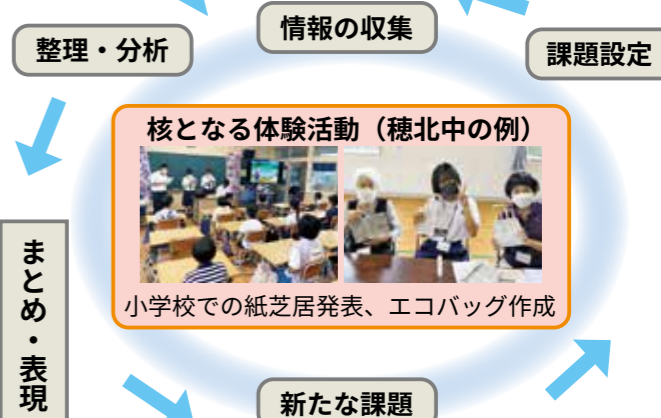 情報の収集
整理・分析
課題設定
核となる体験活動（穂北中の例）
小学校での紙芝居発表、エコバッグ作成
まとめ・表現
新たな課題